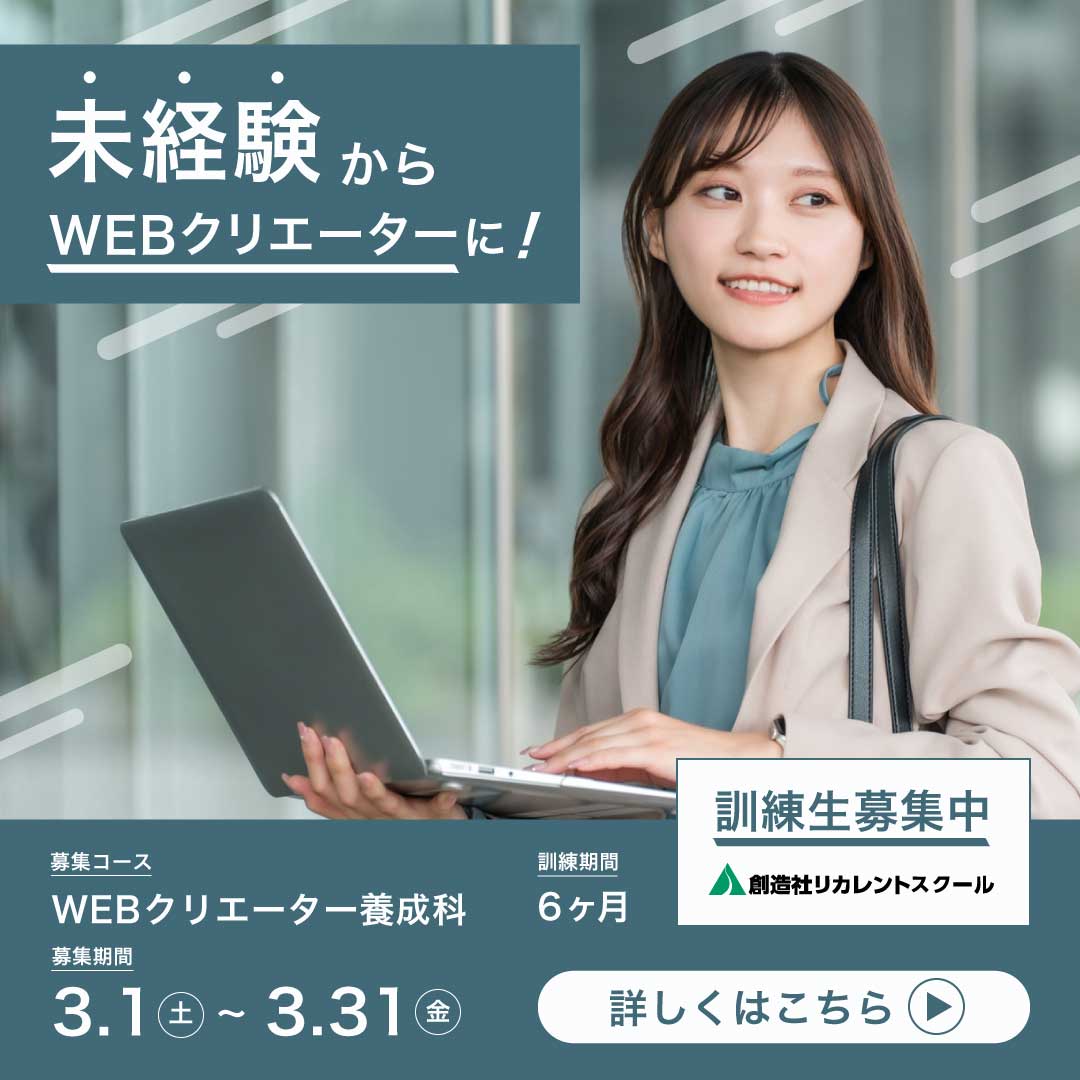 未経験から
WEBクリエーターに!
訓練生募集中
創造社リカレントスクール
募集コース
WEBクリエーター養成科
訓練期間
6ヶ月
募集期間
3.1土 ~ 3.31金
詳しくはこちら